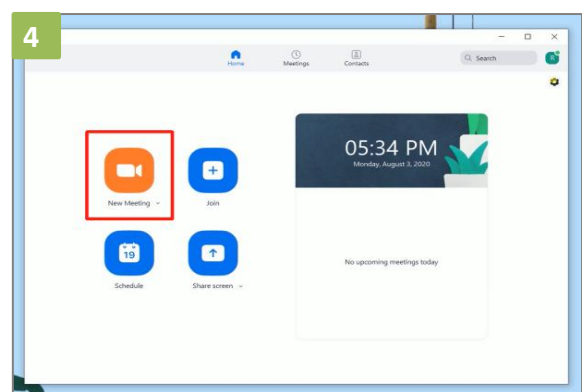 4
Home
Meetings
Contacts
Search
R
New Meeting
Join
19
Schedule
Share screen
05:34 PM
Monday, August 3, 2020
No upcoming meetings today